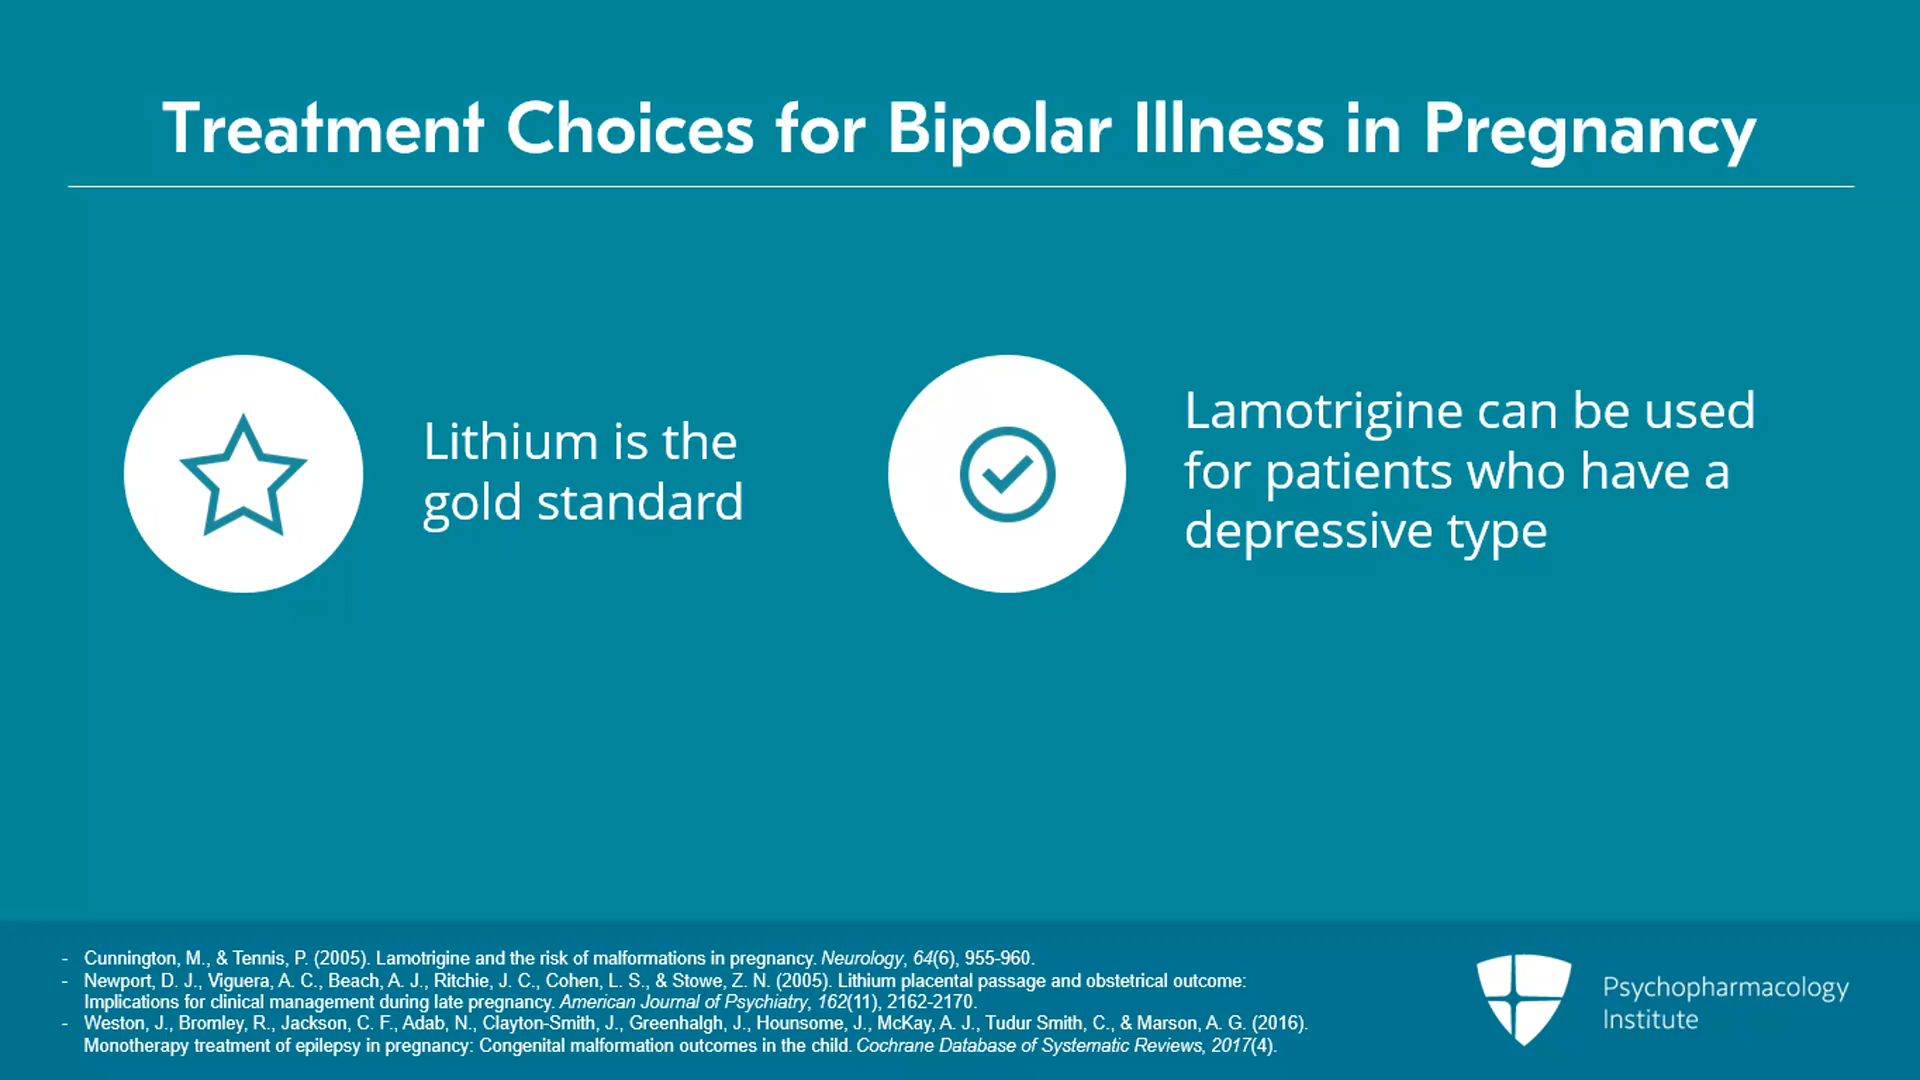 Treatment Choices for Bipolar Illness in Pregnancy
Lithium is the
gold standard
Lamotrigine can be used
for patients who have a
depressive type
- Cunnington, M., & Tennis, P. (2005). Lamotrigine and the risk of malformations in pregnancy. Neurology, 64(6), 955-960.
- Newport, D. J., Viguera, A. C., Beach, A. J., Ritchie, J. C., Cohen, L. S., & Stowe, Z. N. (2005). Lithium placental passage and obstetrical outcome:
Implications for clinical management during late pregnancy. American Journal of Psychiatry, 162(11), 2162-2170.
- Weston, J., Bromley, R., Jackson, C. F., Adab, N., Clayton-Smith, J., Greenhalgh, J., Hounsome, J., McKay, A. J., Tudur Smith, C., & Marson, A. G. (2016).
Monotherapy treatment of epilepsy in pregnancy: Congenital malformation outcomes in the child. Cochrane Database of Systematic Reviews, 2017(4).
Psychopharmacology
Institute